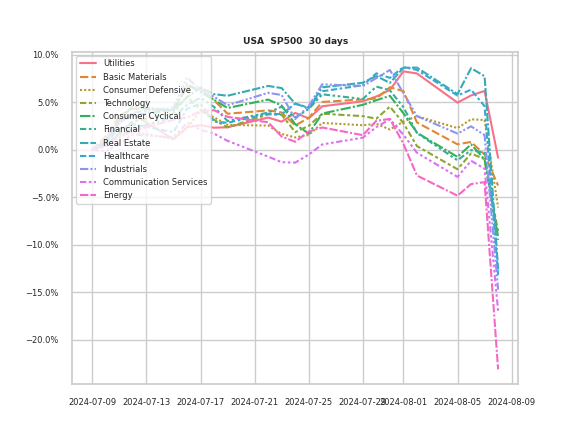 USA  SP500  30 days
10.0%
5.0%
0.0%
−5.0%
−10.0%
−15.0%
−20.0%
Utilities
Basic Materials
Consumer Defensive
Technology
Consumer Cyclical
Financial
Real Estate
Healthcare
Industrials
Communication Services
Energy
2024-07-09 2024-07-13 2024-07-17 2024-07-21 2024-07-25 2024-07-29 2024-08-01 2024-08-05 2024-08-09